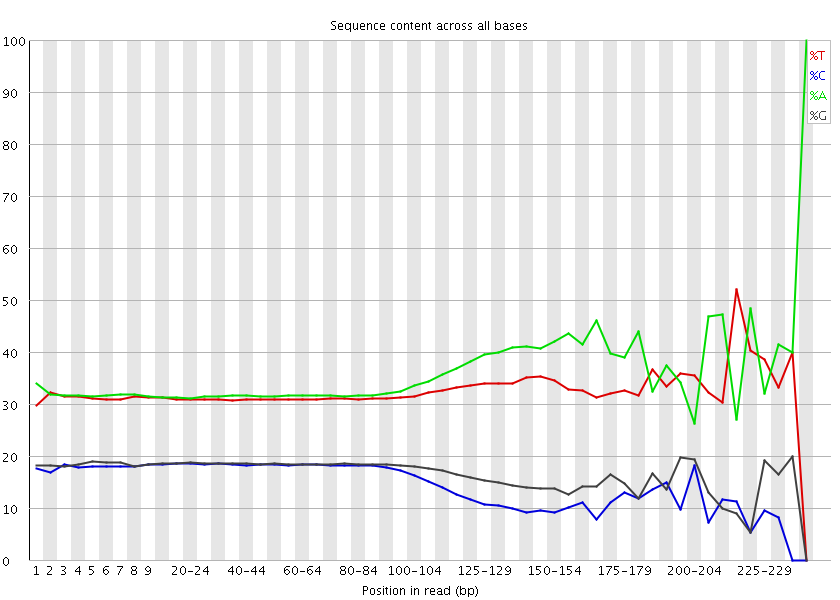 Sequence content across all bases
100
90
80
70
60
50
40
30
20
10
0
%T
%C
%A
%G
1 2 3 4 5 6 7 8 9 20-24 40-44 60-64 80-84 100-104 125-129 150-154 175-179 200-204 225-229
Position in read (bp)